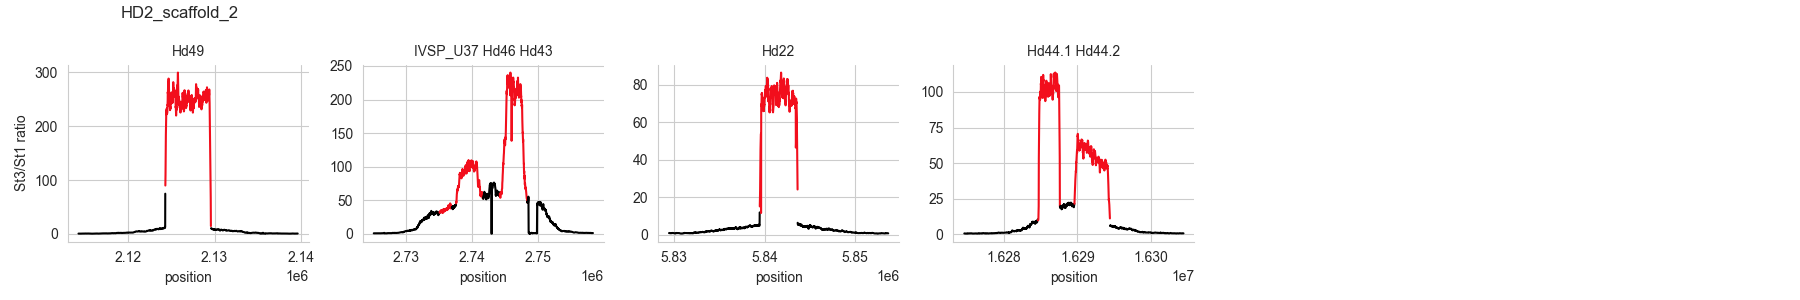 HD2_scaffold_2
Hd49
300
200
100
0
St3/St1 ratio
2.12 2.13 2.14
position
1e6
IVSP_U37 Hd46 Hd43
250
200
150
100
50
0
2.73 2.74 2.75
position
1e6
Hd22
80
60
40
20
0
5.83 5.84 5.85
position
1e6
Hd44.1 Hd44.2
100
75
50
25
0
1.628 1.629 1.630
position
1e7